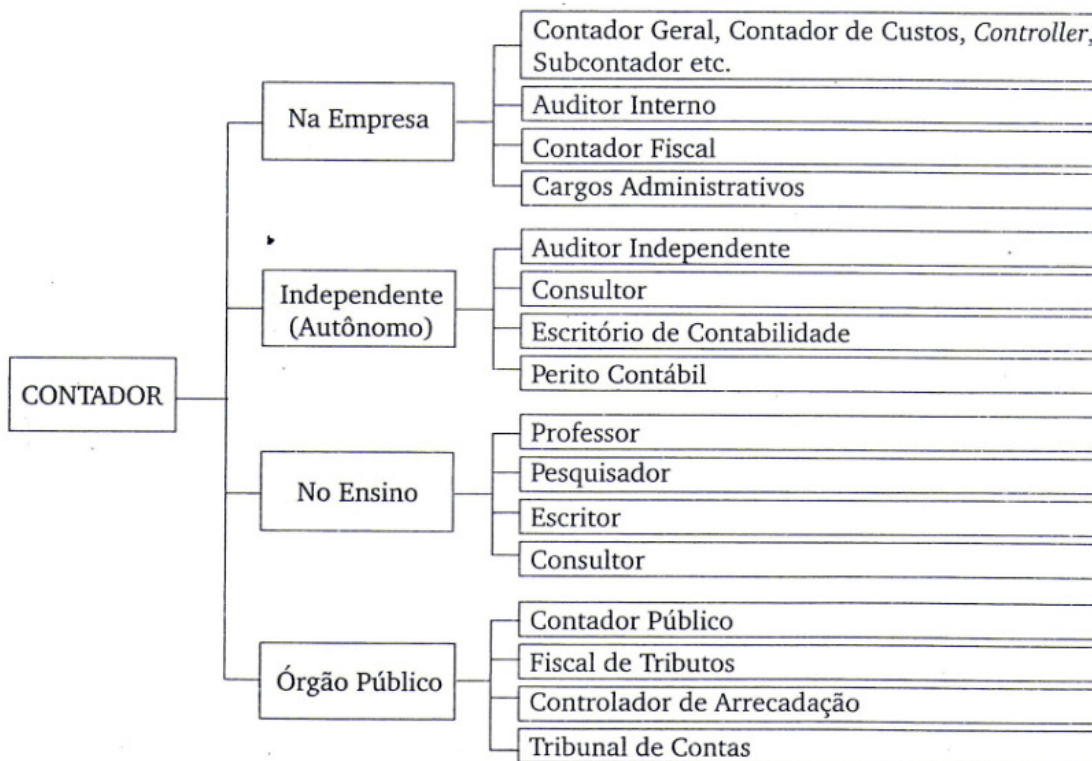 Contador Geral, Contador de Custos, Controller,
Subcontador etc.
Na Empresa
Auditor Interno
Contador Fiscal
Cargos Administrativos
Auditor Independente
Independente
(Autônomo)
Consultor
Escritório de Contabilidade
Perito Contábil
CONTADOR
Professor
No Ensino
Pesquisador
Escritor
Consultor
Contador Público
Órgão Público
Fiscal de Tributos
Controlador de Arrecadação
Tribunal de Contas